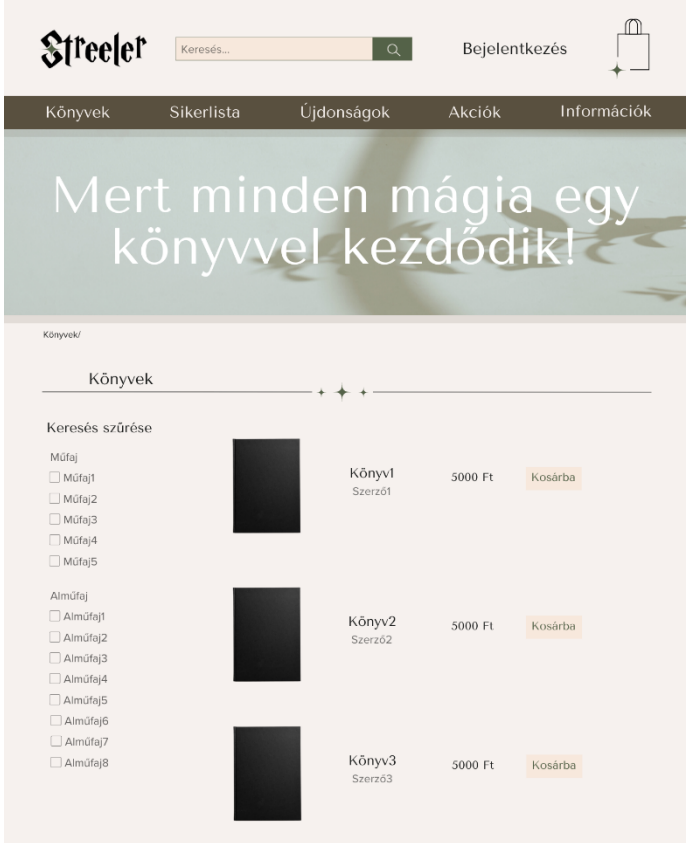 Streeler
Keresés...
Bejelentkezés
Könyvek Sikerlista Újdonságok Akciók Információk
Mert minden mágia egy
könyvvel kezdődik!
Könyvek/
Könyvek
Keresés szűrése
Műfaj
Műfaj1
Műfaj2
Műfaj3
Műfaj4
Műfaj5
Alműfaj
Alműfaj1
Alműfaj2
Alműfaj3
Alműfaj4
Alműfaj5
Alműfaj6
Alműfaj7
Alműfaj8
Könyv1 5000 Ft Kosárba
Szerző1
Könyv2 5000 Ft Kosárba
Szerző2
Könyv3 5000 Ft Kosárba
Szerző3